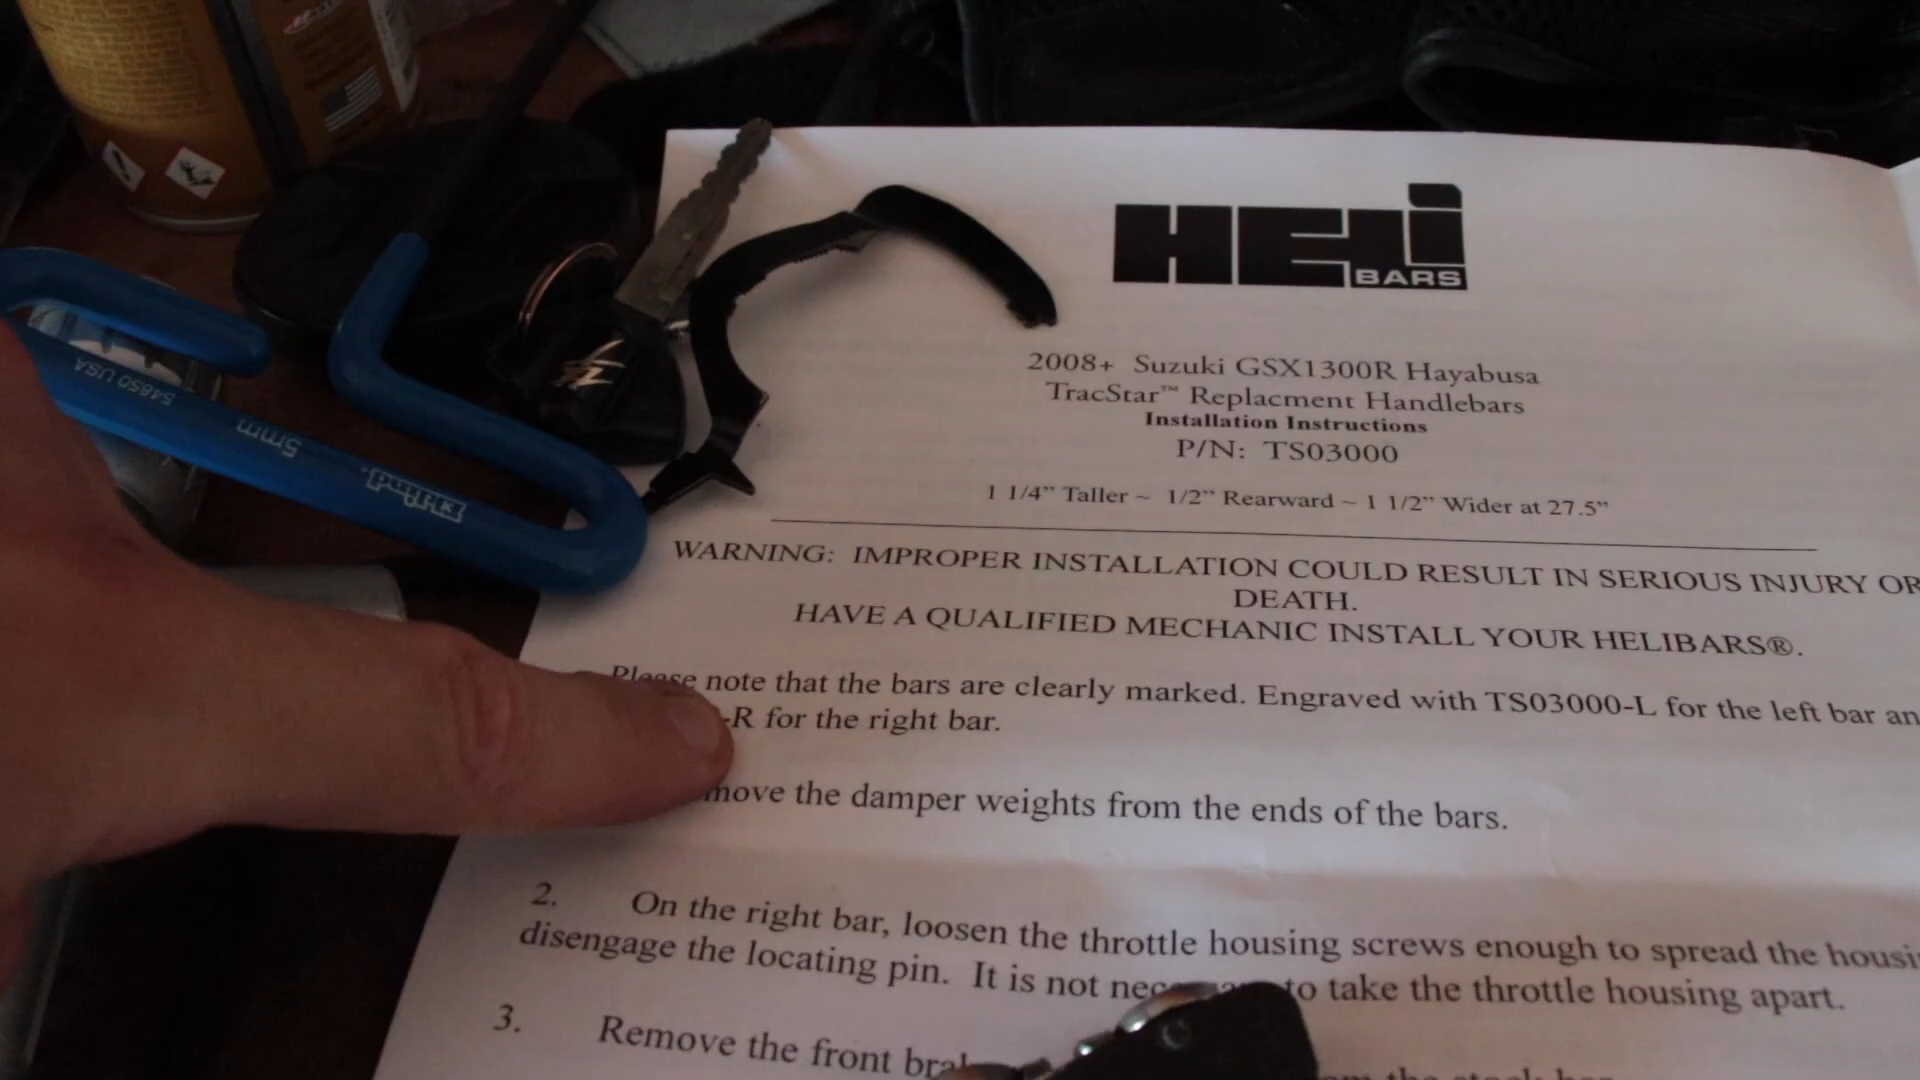 HELI
BARS
2008+ Suzuki GSX1300R Hayabusa
TracStar™ Replacment Handlebars
Installation Instructions
P/N: TS03000
1 1/4” Taller ~ 1/2” Rearward ~ 1 1/2” Wider at 27.5”
WARNING: IMPROPER INSTALLATION COULD RESULT IN SERIOUS INJURY OR
DEATH.
HAVE A QUALIFIED MECHANIC INSTALL YOUR HELIBARS®.
Please note that the bars are clearly marked. Engraved with TS03000-L for the left bar an
-R for the right bar.
move the damper weights from the ends of the bars.
2. On the right bar, loosen the throttle housing screws enough to spread the housi
disengage the locating pin. It is not to take the throttle housing apart.
3. Remove the front the stock
54850 USA
5mm
Eklind